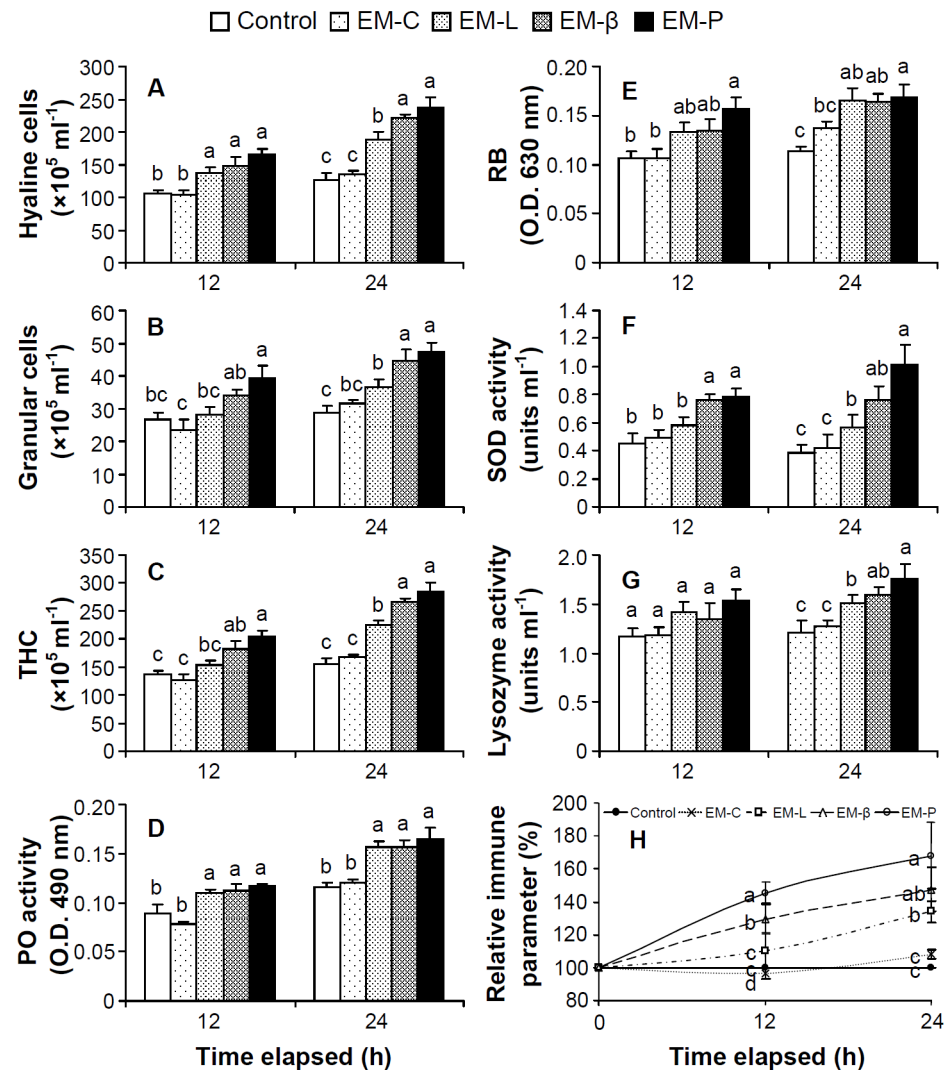 Control EM-C EM-L EM-β EM-P
A
Hyaline cells
(×10⁵ ml⁻¹)
300
250
200
150
100
50
0
b b a a a
c c b a a
12 24
E
RB
(O.D. 630 nm)
0.20
0.15
0.10
0.05
0
b b ab ab a
c bc ab ab a
12 24
B
Granular cells
(×10⁵ ml⁻¹)
60
50
40
30
20
10
0
bc c bc ab a
c bc b a a
12 24
F
SOD activity
(units ml⁻¹)
1.4
1.2
1.0
0.8
0.6
0.4
0.2
0
b b b a a
c c b ab a
12 24
C
THC
(×10⁵ ml⁻¹)
350
300
250
200
150
100
50
0
c c bc ab a
c c b a a
12 24
G
Lysozyme activity
(units ml⁻¹)
2.0
1.5
1.0
0.5
0
a a a a a
c c b ab a
12 24
D
PO activity
(O.D. 490 nm)
0.20
0.15
0.10
0.05
0
b b a a a
b b a a a
12 24
Time elapsed (h)
Control EM-C EM-L EM-β EM-P
H
Relative immune
parameter (%)
200
180
160
140
120
100
80
a
b
c
c
d
a
ab
b
c
c
0 12 24
Time elapsed (h)